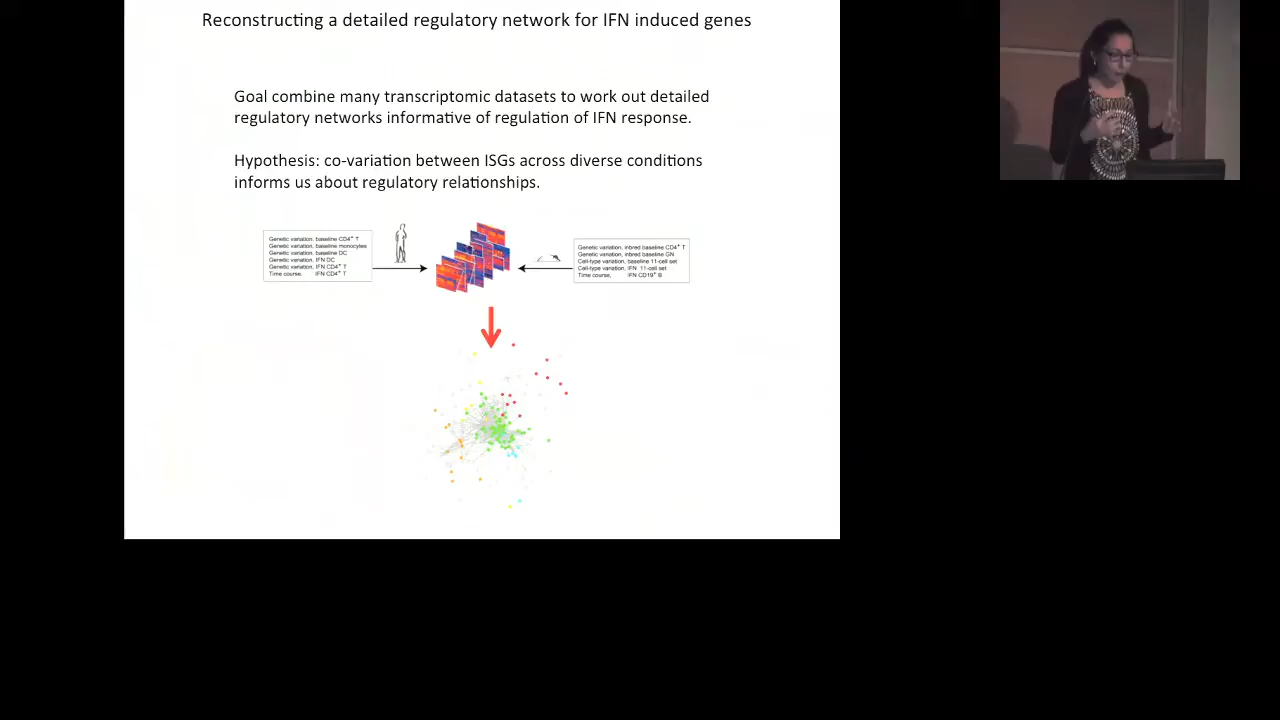 Reconstructing a detailed regulatory network for IFN induced genes
Goal combine many transcriptomic datasets to work out detailed
regulatory networks informative of regulation of IFN response.
Hypothesis: co-variation between ISGs across diverse conditions
informs us about regulatory relationships.
Genetic variation, baseline CD4⁺ T
Genetic variation, baseline monocytes
Genetic variation, baseline DC
Genetic variation, IFN DC
Genetic variation, IFN CD4⁺ T
Time course, IFN CD4⁺ T
Genetic variation, inbred baseline CD4⁺ T
Genetic variation, inbred baseline GN
Cell-type variation, baseline 11-cell set
Cell-type variation, IFN 11-cell set
Time course, IFN CD19⁺ B